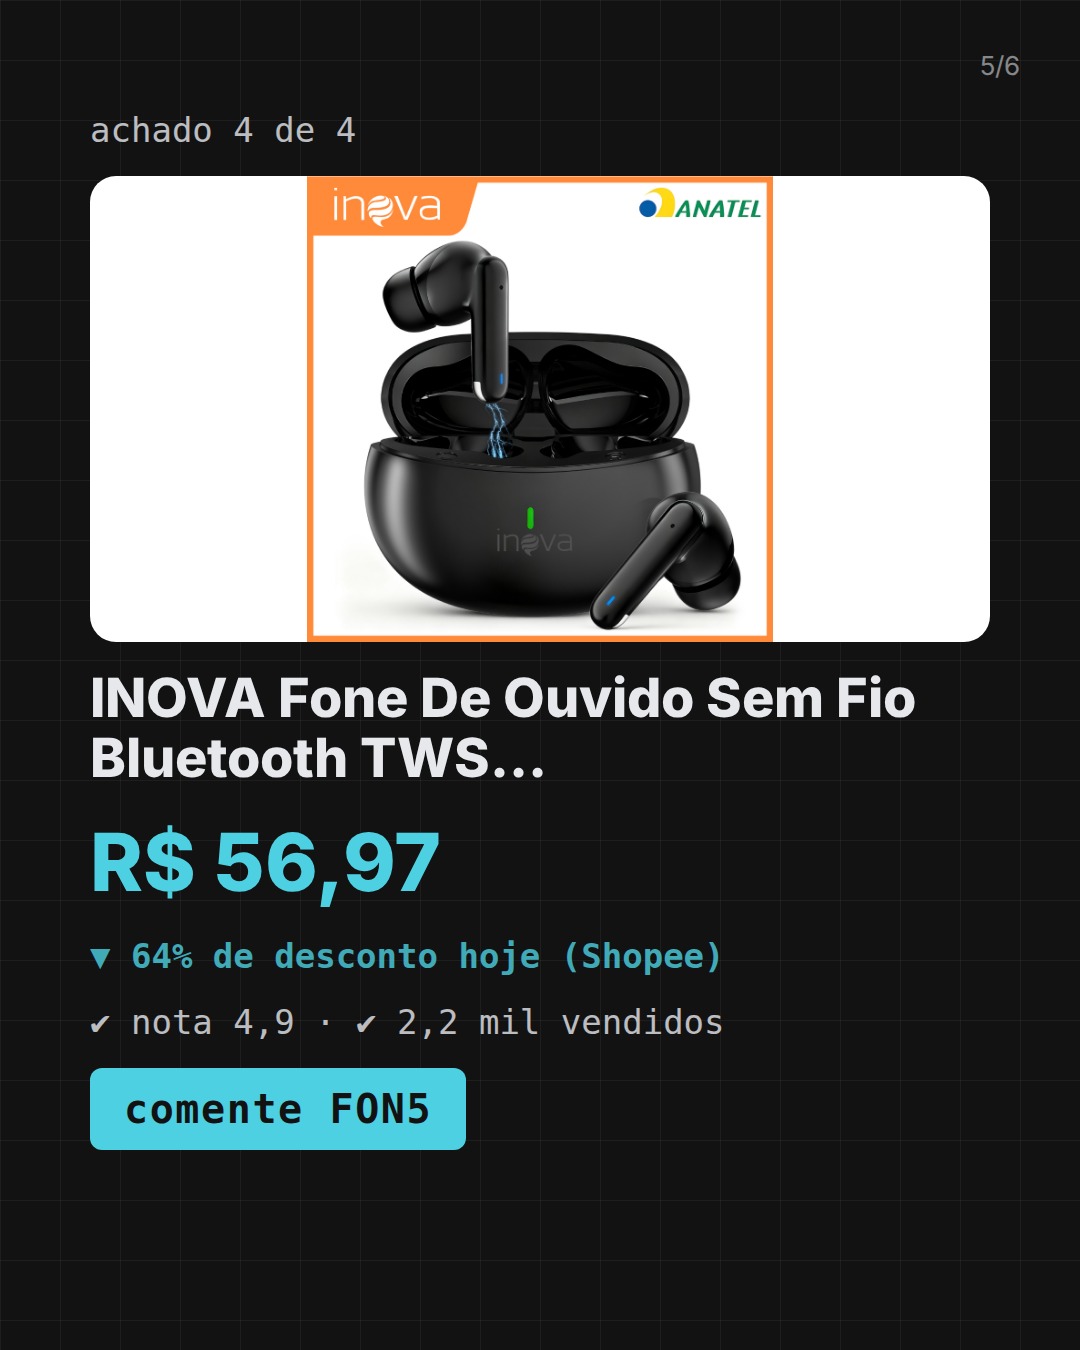 5/6
achado 4 de 4
inova
ANATEL
inova
INOVA Fone De Ouvido Sem Fio
Bluetooth TWS...
R$ 56,97
▼ 64% de desconto hoje (Shopee)
✔ nota 4,9 · ✔ 2,2 mil vendidos
comente FON5